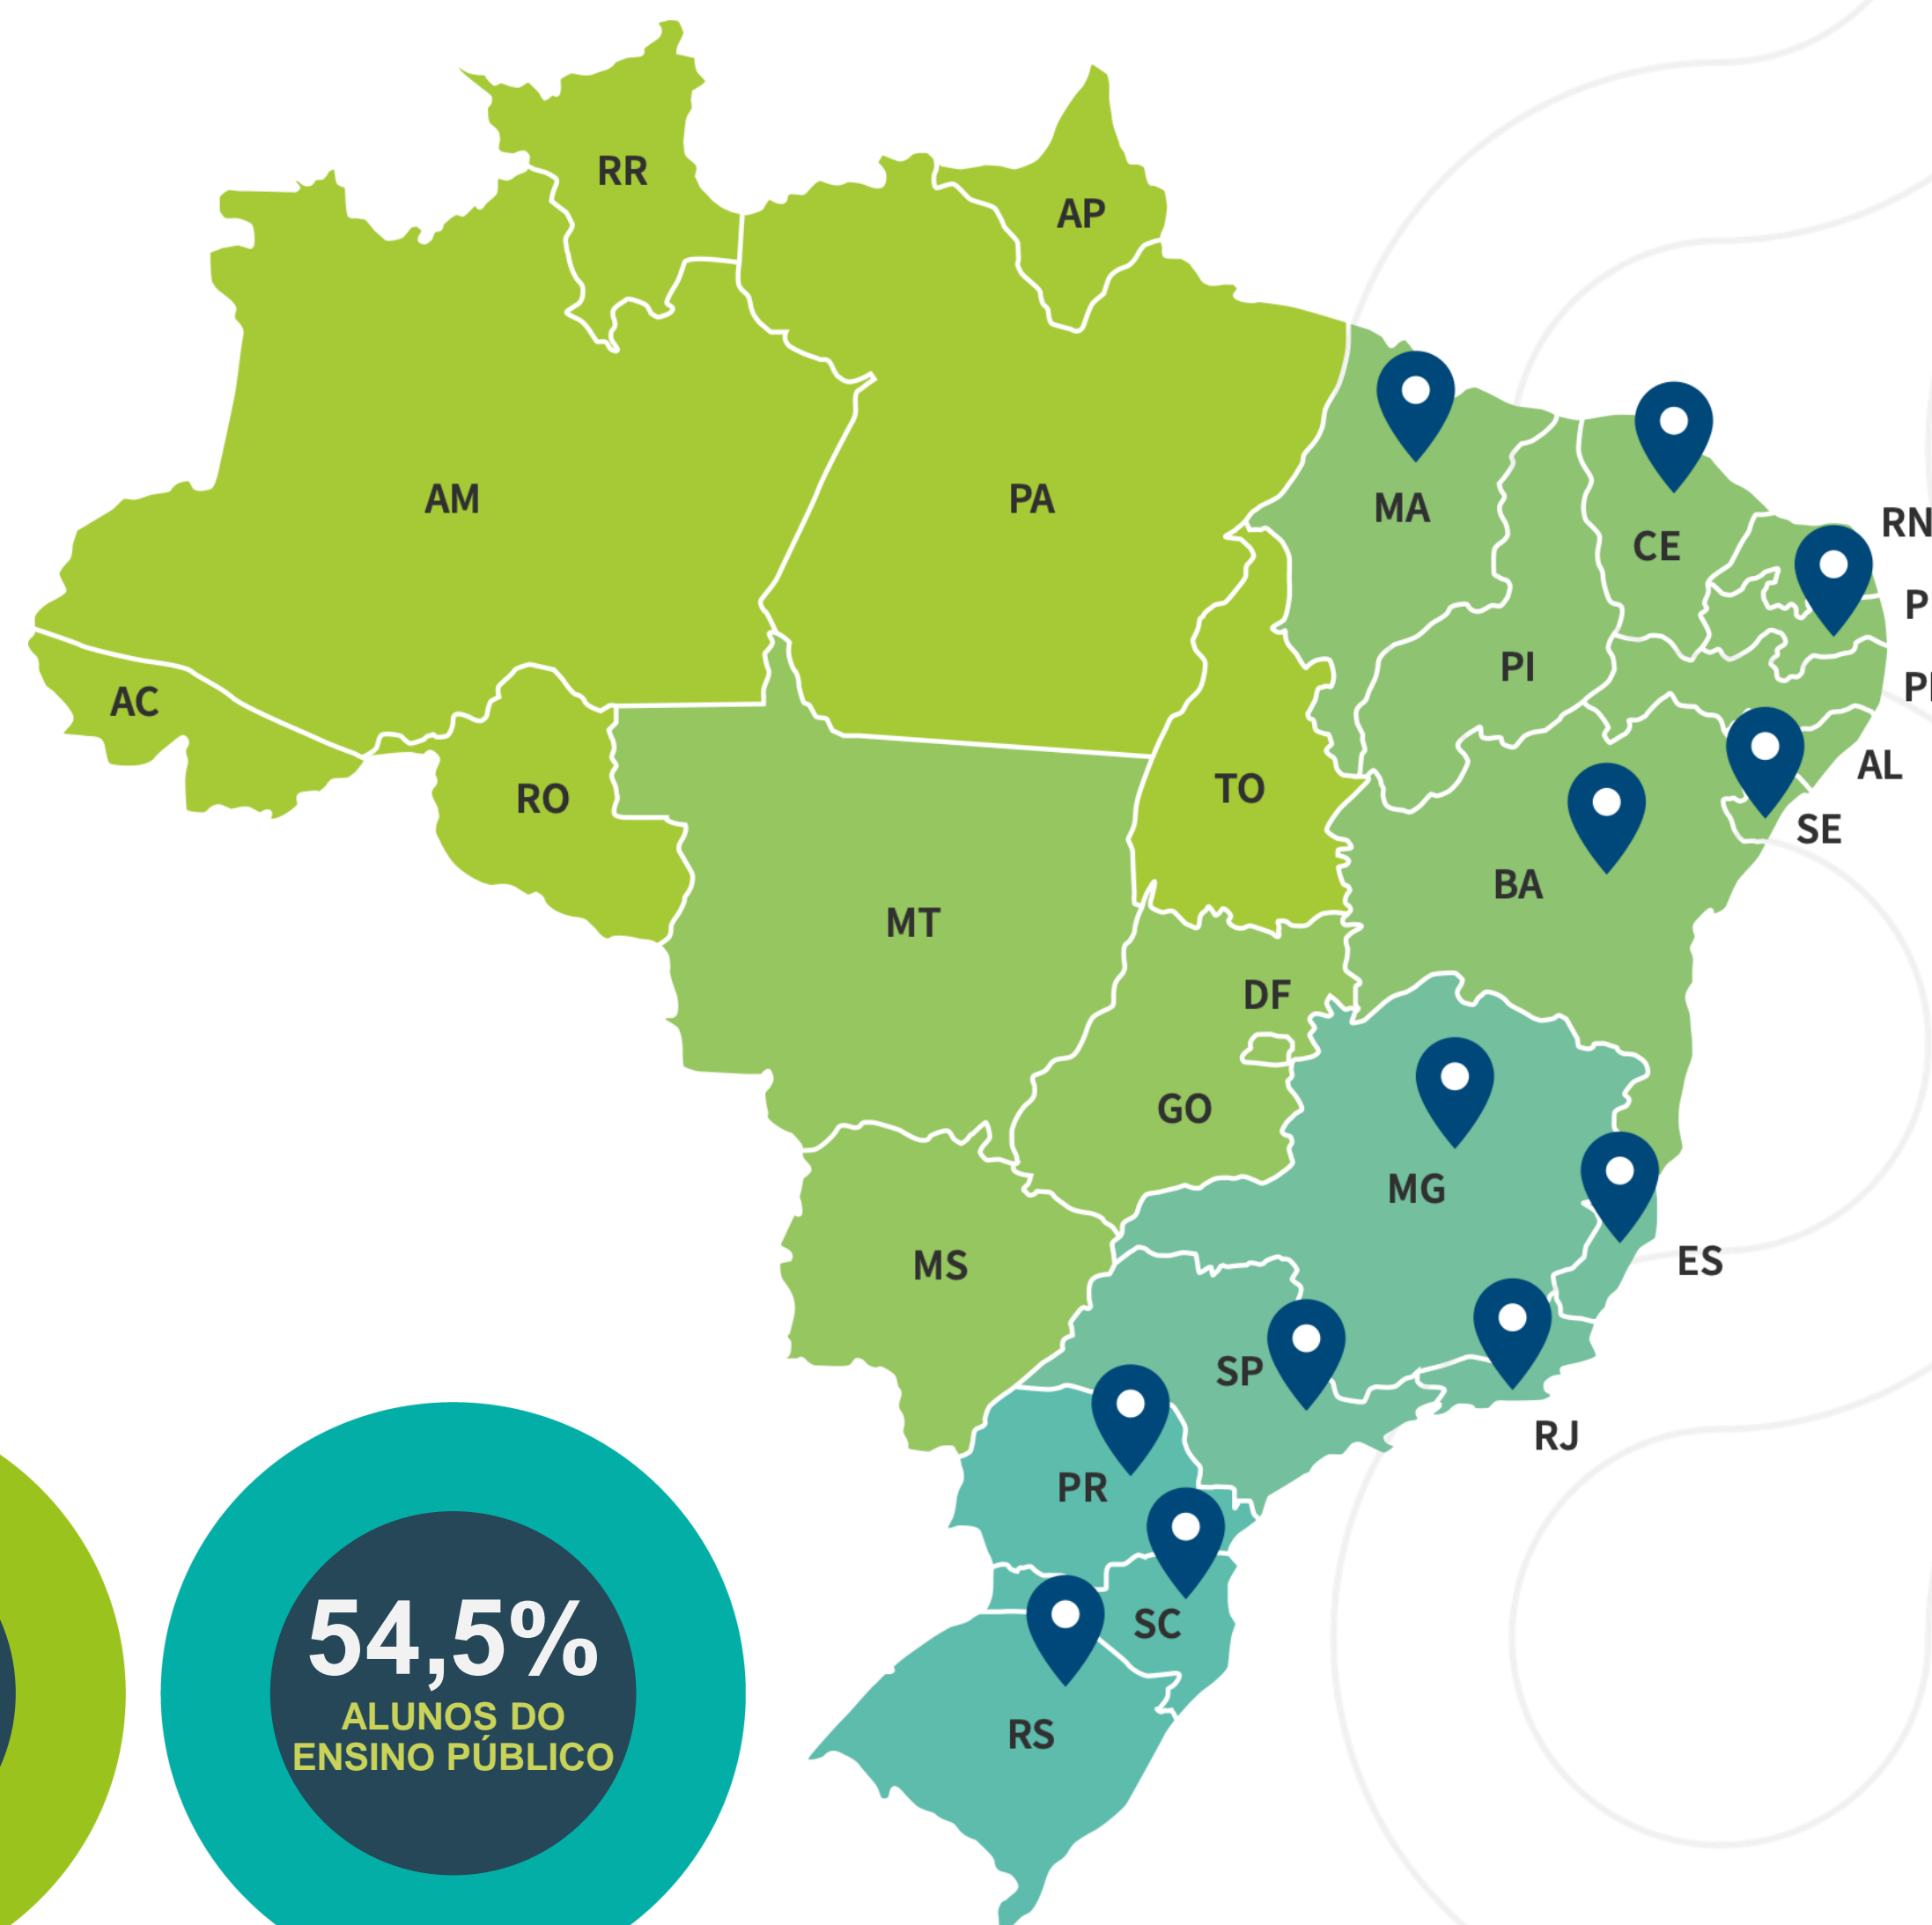 RR
AP
AM
PA
MA
CE
RN
P
PI
AC
TO
RO
AL
SE
BA
MT
DF
GO
MG
MS
ES
SP
RJ
PR
SC
RS
54,5%
ALUNOS DO
ENSINO PÚBLICO